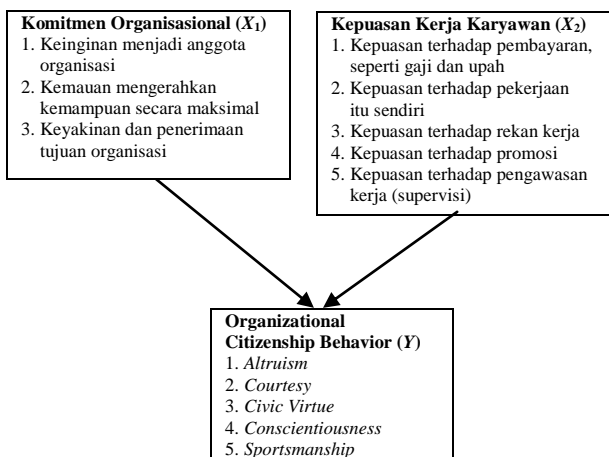 Komitmen Organisasional (X1)
1. Keinginan menjadi anggota
organisasi
2. Kemauan mengerahkan
kemampuan secara maksimal
3. Keyakinan dan penerimaan
tujuan organisasi
Kepuasan Kerja Karyawan (X2)
1. Kepuasan terhadap pembayaran,
seperti gaji dan upah
2. Kepuasan terhadap pekerjaan
itu sendiri
3. Kepuasan terhadap rekan kerja
4. Kepuasan terhadap promosi
5. Kepuasan terhadap pengawasan
kerja (supervisi)
Organizational
Citizenship Behavior (Y)
1. Altruism
2. Courtesy
3. Civic Virtue
4. Conscientiousness
5. Sportsmanship